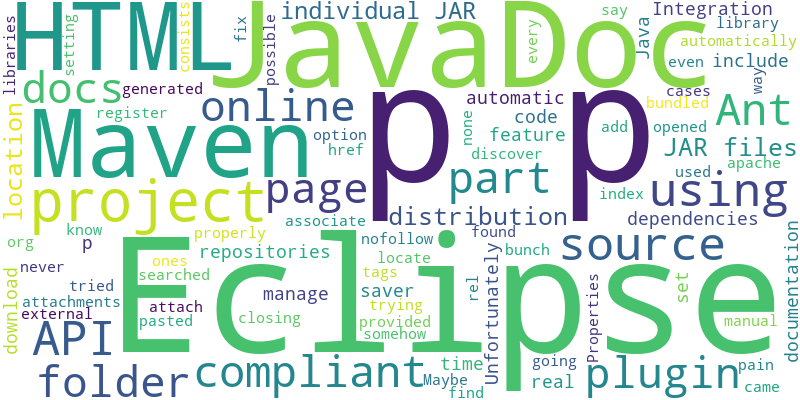 libraries
HTML
setting
consists
fix
possible
individual JAR
every
say
Java
Integration
library
automatically
even
include
JavaDoc
docs
generated
register
online
automatic
code
feature
discover
none
cases
way
bundled
add
opened
Ant
JAR files
apache
used
location
Maven
option
href
p p
part
project
page
associate
distribution
index
using
dependencies
know
org
p
properly
repositories
nofollow
locate
found
bunch
source
documentation
never
ones
searched
tags
rel
Unfortunately
download
tried
attachments
external
attach
pasted
manage
closing
saver
trying
provided
somehow
Eclipse
Properties
set
manual
API
folder
compliant
time
Maybe
find
going
real
plugin
pain
came